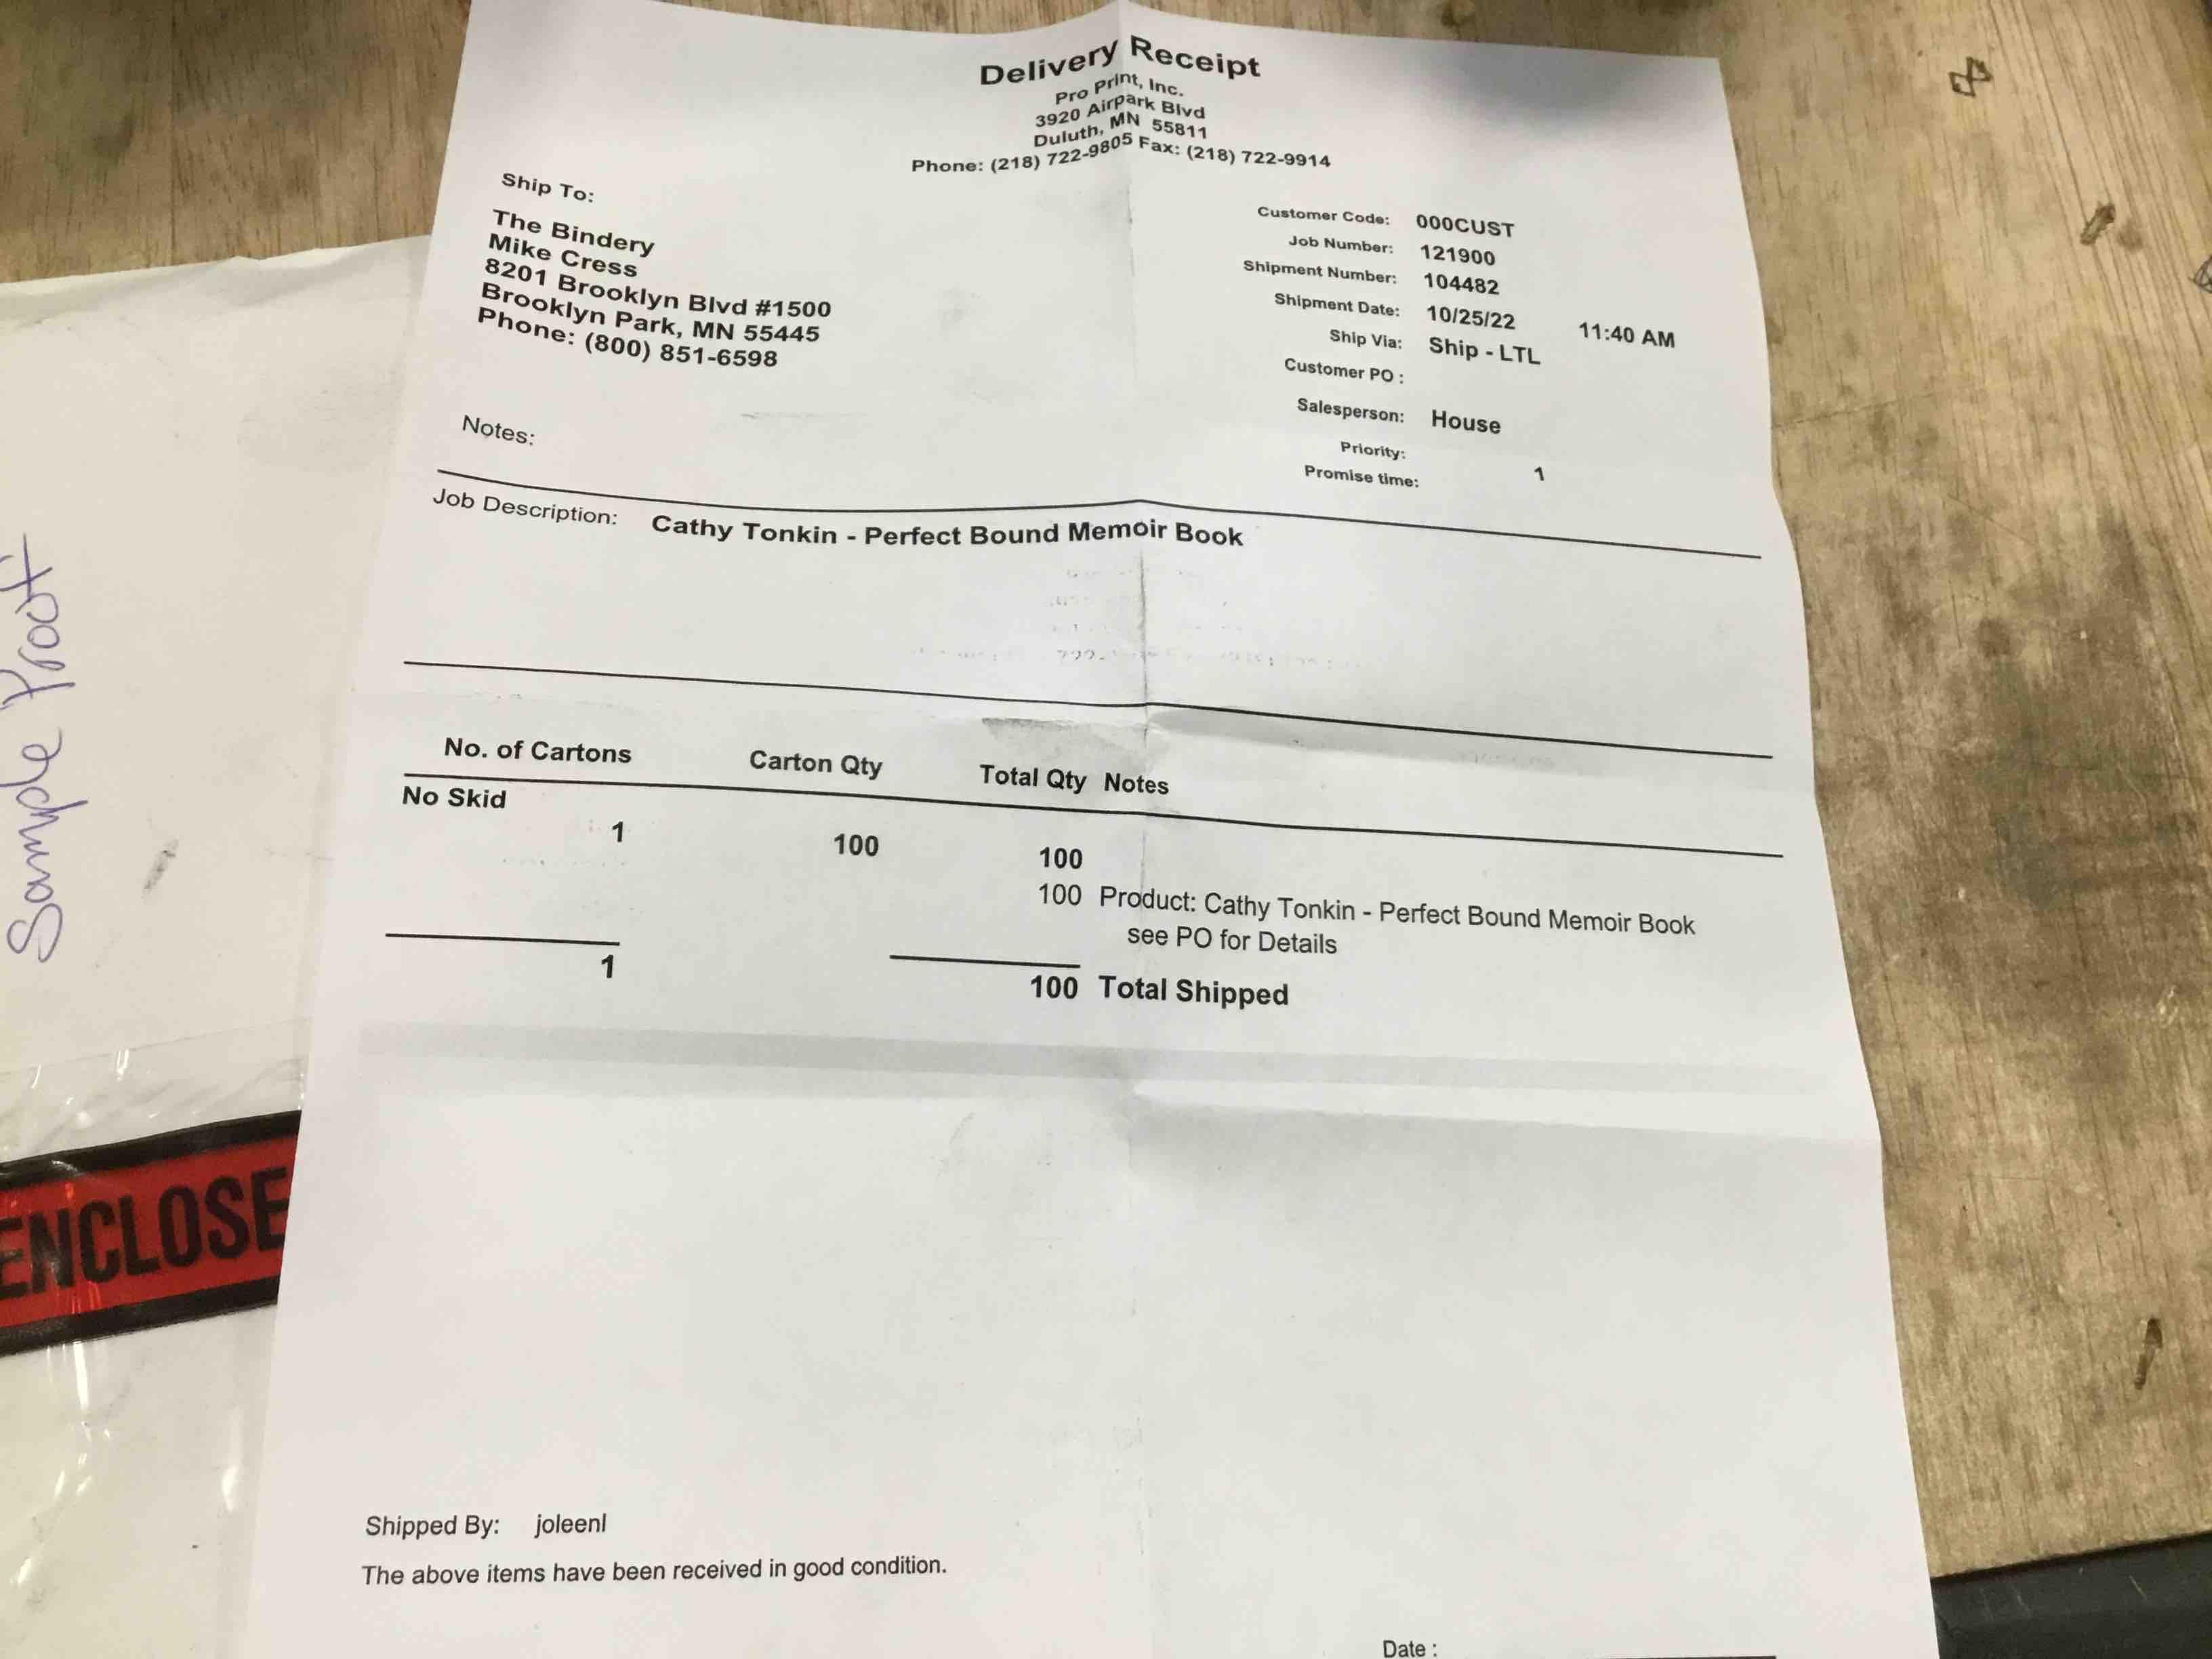 Delivery Receipt
Pro Print, Inc.
3920 Airpark Blvd
Duluth, MN 55811
Phone: (218) 722-9805 Fax: (218) 722-9914
Ship To:
The Bindery
Mike Cress
8201 Brooklyn Blvd #1500
Brooklyn Park, MN 55445
Phone: (800) 851-6598
Customer Code: 000CUST
Job Number: 121900
Shipment Number: 104482
Shipment Date: 10/25/22 11:40 AM
Ship Via: Ship - LTL
Customer PO :
Salesperson: House
Priority: 1
Promise time:
Notes:
Job Description: Cathy Tonkin - Perfect Bound Memoir Book
No. of Cartons Carton Qty Total Qty Notes
No Skid
1 100 100
100 Product: Cathy Tonkin - Perfect Bound Memoir Book
see PO for Details
1 100 Total Shipped
Shipped By: joleenl
The above items have been received in good condition.
Date :
Sample Proof
ENCLOSE